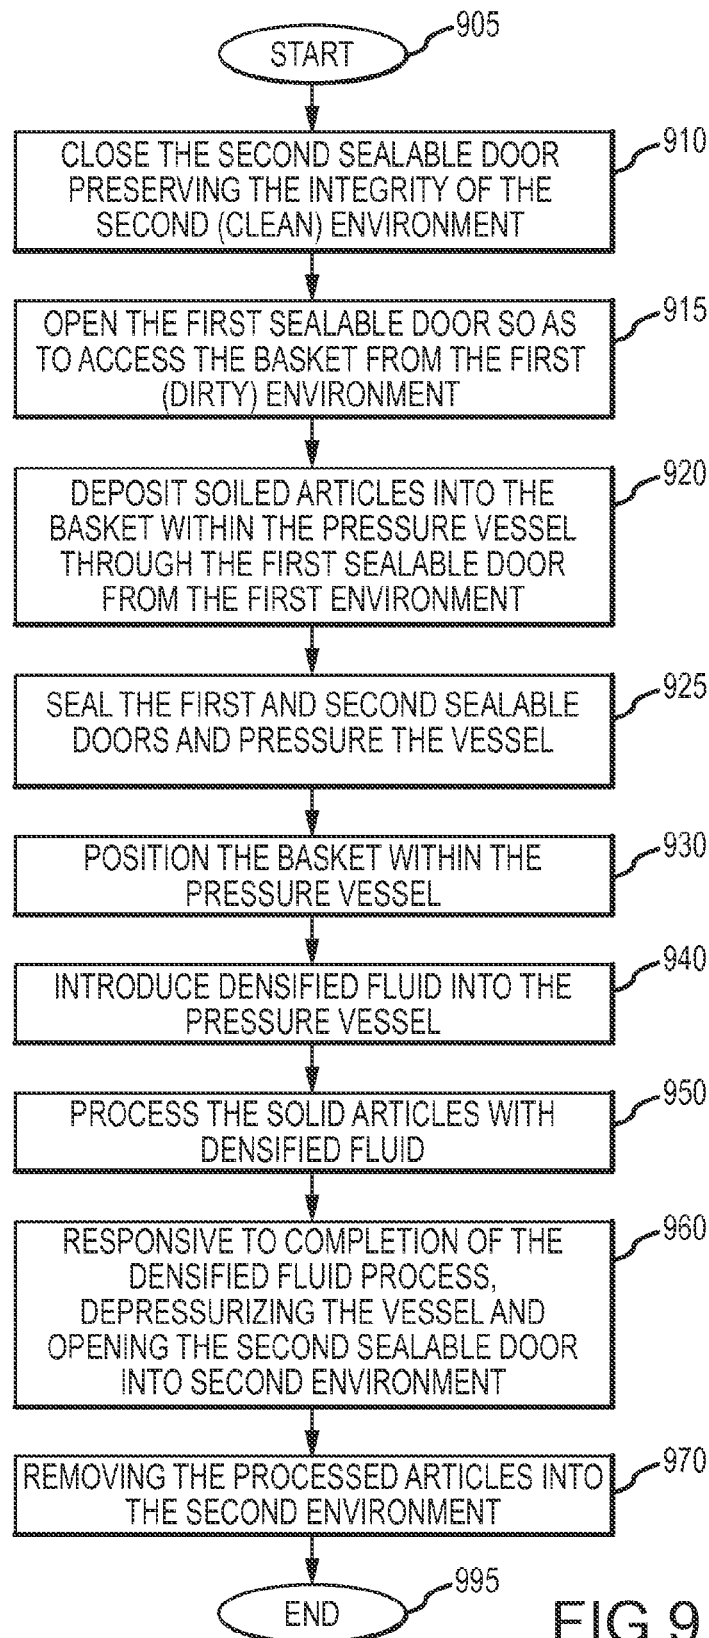 905
START
910
CLOSE THE SECOND SEALABLE DOOR
PRESERVING THE INTEGRITY OF THE
SECOND (CLEAN) ENVIRONMENT
915
OPEN THE FIRST SEALABLE DOOR SO AS
TO ACCESS THE BASKET FROM THE FIRST
(DIRTY) ENVIRONMENT
920
DEPOSIT SOILED ARTICLES INTO THE
BASKET WITHIN THE PRESSURE VESSEL
THROUGH THE FIRST SEALABLE DOOR
FROM THE FIRST ENVIRONMENT
925
SEAL THE FIRST AND SECOND SEALABLE
DOORS AND PRESSURE THE VESSEL
930
POSITION THE BASKET WITHIN THE
PRESSURE VESSEL
940
INTRODUCE DENSIFIED FLUID INTO THE
PRESSURE VESSEL
950
PROCESS THE SOLID ARTICLES WITH
DENSIFIED FLUID
960
RESPONSIVE TO COMPLETION OF THE
DENSIFIED FLUID PROCESS,
DEPRESSURIZING THE VESSEL AND
OPENING THE SECOND SEALABLE DOOR
INTO SECOND ENVIRONMENT
970
REMOVING THE PROCESSED ARTICLES INTO
THE SECOND ENVIRONMENT
995
END
FIG.9